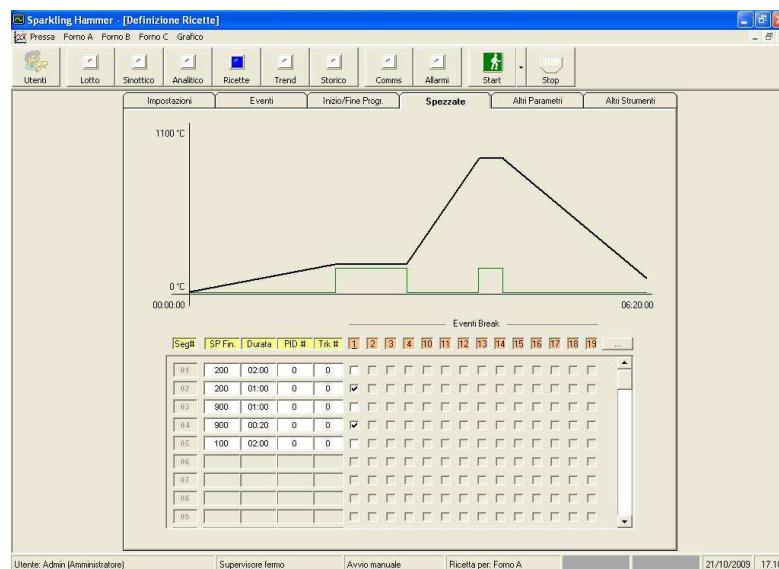 Sparkling Hammer - [Definizione Ricette]
Pressa Forno A Forno B Forno C Grafico
Utenti Lotto Sinottico Analitico Ricette Trend Storico Comms Allarmi Start Stop
Impostazioni Eventi Inizio/Fine Progr. Spezzate Altri Parametri Altri Strumenti
1100 °C
0 °C
00:00:00 06:20:00
Eventi Break
Seg# SP Fin. Durata PID # Trk # 1 2 3 4 10 11 12 13 14 15 16 17 18 19 ...
01 200 02:00 0 0
02 200 01:00 0 0
03 900 01:00 0 0
04 900 00:20 0 0
05 100 02:00 0 0
06
07
08
09
Utente: Admin (Amministratore) Supervisore fermo Avvio manuale Ricetta per: Forno A 21/10/2009